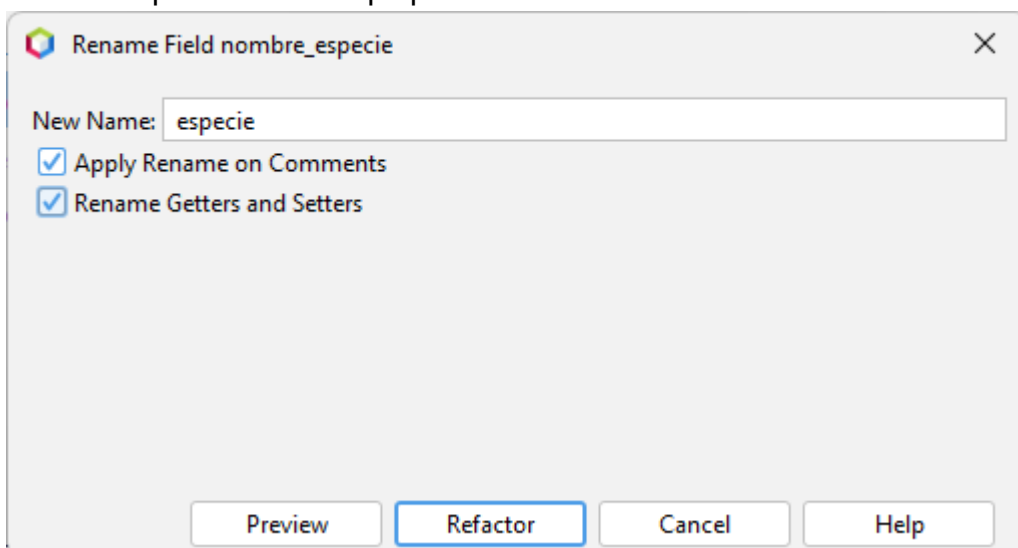 Rename Field nombre_especie
New Name: especie
Apply Rename on Comments
Rename Getters and Setters
Preview Refactor Cancel Help